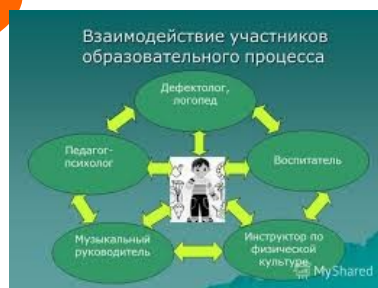 Взаимодействие участников
образовательного процесса
Дефектолог,
логопед
Педагог-
психолог
Воспитатель
Музыкальный
руководитель
Инструктор по
физической
культуре
MyShared